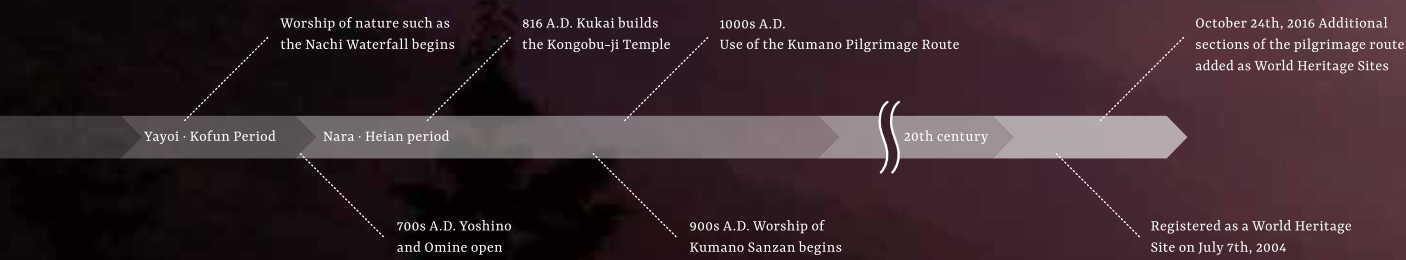 Worship of nature such as
the Nachi Waterfall begins
816 A.D. Kukai builds
the Kongobu-ji Temple
1000s A.D.
Use of the Kumano Pilgrimage Route
October 24th, 2016 Additional
sections of the pilgrimage route
added as World Heritage Sites
Yayoi · Kofun Period
Nara · Heian period
20th century
700s A.D. Yoshino
and Omine open
900s A.D. Worship of
Kumano Sanzan begins
Registered as a World Heritage
Site on July 7th, 2004